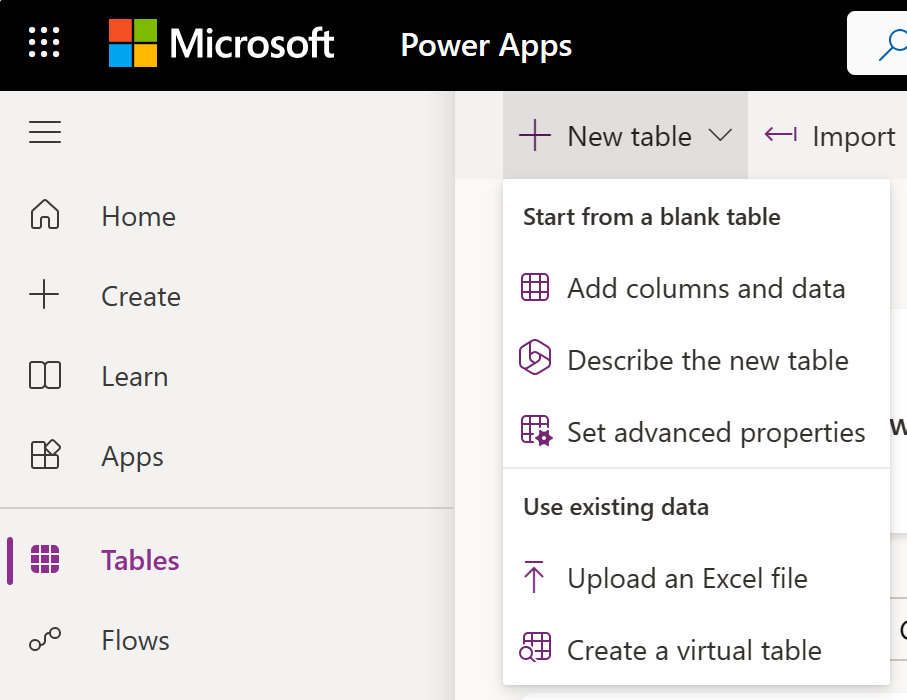 Microsoft
Power Apps
Home
Create
Learn
Apps
Tables
Flows
New table
Import
Start from a blank table
Add columns and data
Describe the new table
Set advanced properties
Use existing data
Upload an Excel file
Create a virtual table